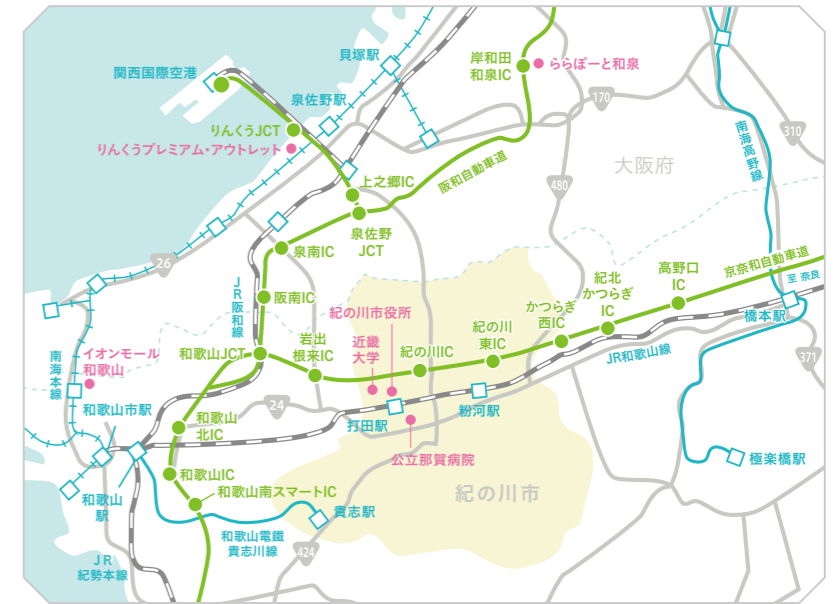 関西国際空港
貝塚駅
泉佐野駅
岸和田
和泉IC
ららぽーと和泉
りんくうJCT
りんくうプレミアム・アウトレット
170
310
南海高野線
大阪府
上之郷IC
阪和自動車道
480
泉佐野
JCT
泉南IC
26
JR阪和線
阪南IC
紀の川市役所
岩出
根来IC
近畿
大学
紀の川IC
紀の川
東IC
かつらぎ
西IC
紀北
かつらぎ
IC
高野口
IC
京奈和自動車道
至 奈良
橋本駅
JR和歌山線
371
和歌山JCT
南海本線
イオンモール
和歌山
24
和歌山市駅
和歌山
北IC
打田駅
粉河駅
公立那賀病院
極楽橋駅
紀の川市
和歌山IC
和歌山南スマートIC
和歌山
駅
貴志駅
和歌山電鐵
貴志川線
424
JR
紀勢本線